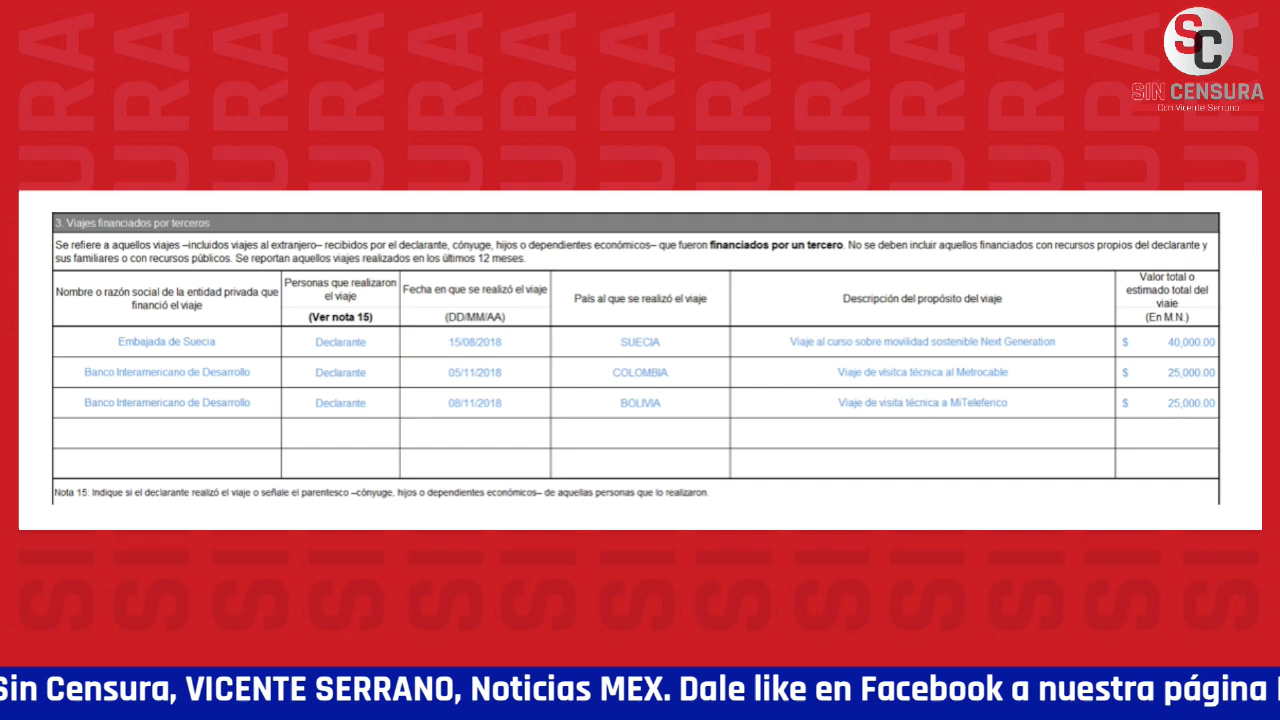 SC
SIN CENSURA
Con Vicente Serrano
3. Viajes financiados por terceros
Se refiere a aquellos viajes –incluidos viajes al extranjero– recibidos por el declarante, cónyuge, hijos o dependientes económicos– que fueron financiados por un tercero. No se deben incluir aquellos financiados con recursos propios del declarante y
sus familiares o con recursos públicos. Se reportan aquellos viajes realizados en los últimos 12 meses.
Nombre o razón social de la entidad privada que financió el viaje
Personas que realizaron el viaje
(Ver nota 15)
Fecha en que se realizó el viaje
(DD/MM/AA)
País al que se realizó el viaje
Descripción del propósito del viaje
Valor total o estimado total del viaje
(En M.N.)
Embajada de Suecia Declarante 15/08/2018 SUECIA Viaje al curso sobre movilidad sostenible Next Generation $ 40,000.00
Banco Interamericano de Desarrollo Declarante 05/11/2018 COLOMBIA Viaje de visitca técnica al Metrocable $ 25,000.00
Banco Interamericano de Desarrollo Declarante 08/11/2018 BOLIVIA Viaje de visita técnica a MiTeleferico $ 25,000.00
Nota 15: Indique si el declarante realizó el viaje o señale el parentesco –cónyuge, hijos o dependientes económicos– de aquellas personas que lo realizaron.
Sin Censura, VICENTE SERRANO, Noticias MEX. Dale like en Facebook a nuestra página